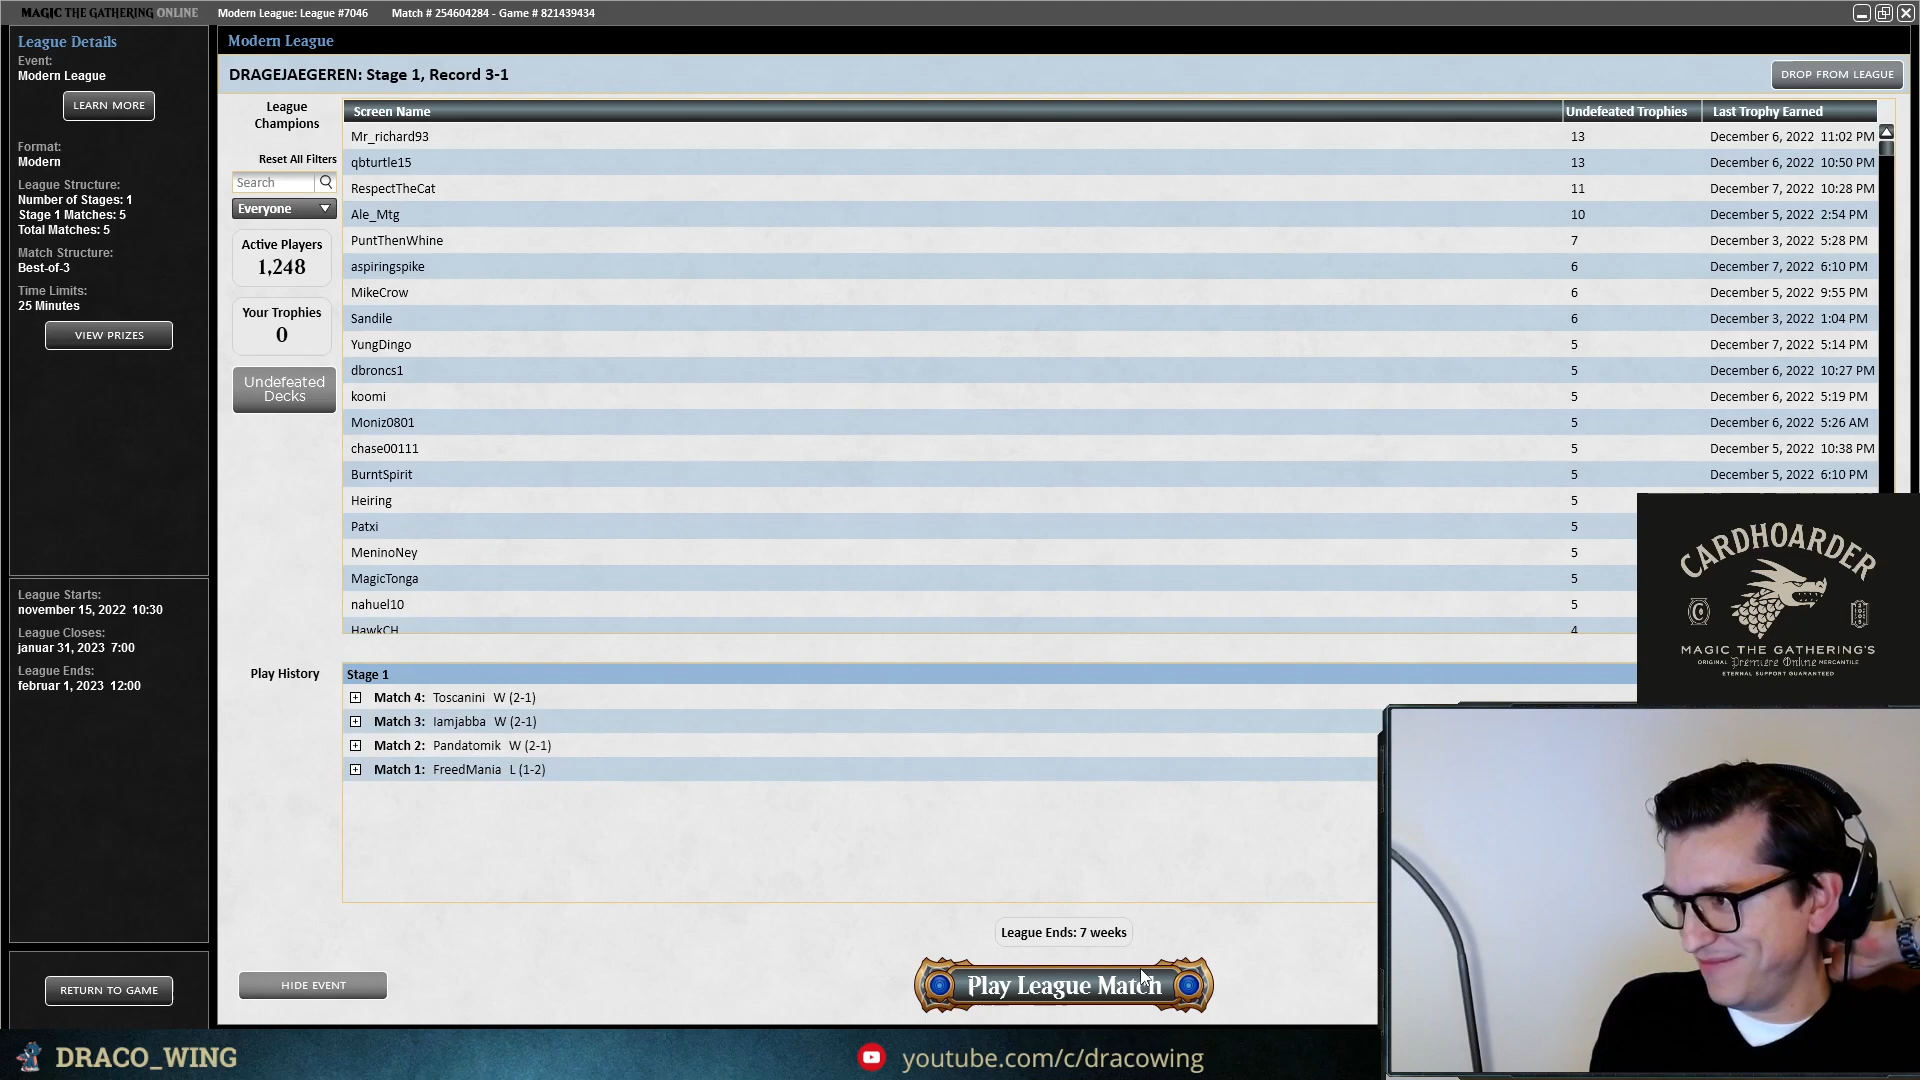 MAGIC THE GATHERING ONLINE Modern League: League #7046 Match # 254604284 - Game # 821439434
League Details
Event:
Modern League
LEARN MORE
Format:
Modern
League Structure:
Number of Stages: 1
Stage 1 Matches: 5
Total Matches: 5
Match Structure:
Best-of-3
Time Limits:
25 Minutes
VIEW PRIZES
League Starts:
november 15, 2022 10:30
League Closes:
januar 31, 2023 7:00
League Ends:
februar 1, 2023 12:00
RETURN TO GAME
Modern League
DRAGEJAEGEREN: Stage 1, Record 3-1
DROP FROM LEAGUE
League
Champions
Reset All Filters
Search
Everyone
Active Players
1,248
Your Trophies
0
Undefeated
Decks
Screen Name Undefeated Trophies Last Trophy Earned
Mr_richard93 13 December 6, 2022 11:02 PM
qbturtle15 13 December 6, 2022 10:50 PM
RespectTheCat 11 December 7, 2022 10:28 PM
Ale_Mtg 10 December 5, 2022 2:54 PM
PuntThenWhine 7 December 3, 2022 5:28 PM
aspiringspike 6 December 7, 2022 6:10 PM
MikeCrow 6 December 5, 2022 9:55 PM
Sandile 6 December 3, 2022 1:04 PM
YungDingo 5 December 7, 2022 5:14 PM
dbroncs1 5 December 6, 2022 10:27 PM
koomi 5 December 6, 2022 5:19 PM
Moniz0801 5 December 6, 2022 5:26 AM
chase00111 5 December 5, 2022 10:38 PM
BurntSpirit 5 December 5, 2022 6:10 PM
Heiring 5
Patxi 5
MeninoNey 5
MagicTonga 5
nahuel10 5
HawkCH 4
Play History
Stage 1
Match 4: Toscanini W (2-1)
Match 3: Iamjabba W (2-1)
Match 2: Pandatomik W (2-1)
Match 1: FreedMania L (1-2)
League Ends: 7 weeks
HIDE EVENT
Play League Match
CARDHOARDER
MAGIC THE GATHERING'S
ORIGINAL Premiere Online MERCANTILE
ETERNAL SUPPORT GUARANTEED
DRACO_WING
youtube.com/c/dracowing